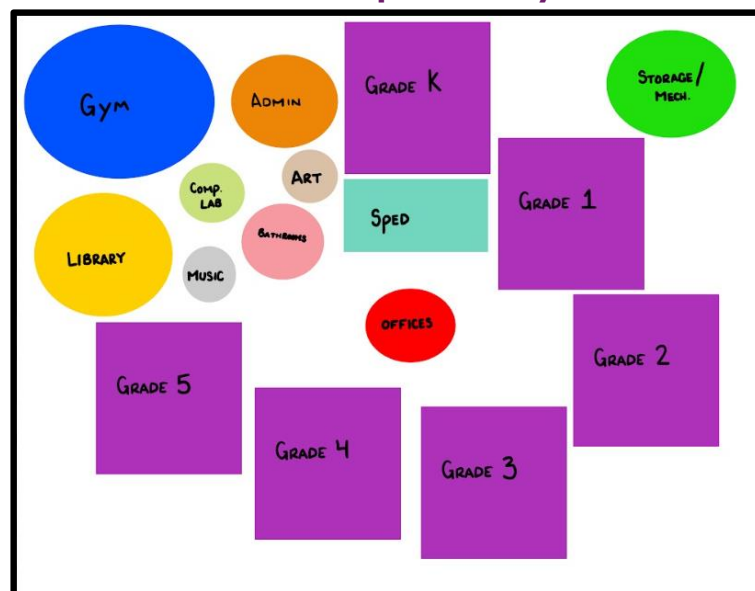 Gym
ADMIN
GRADE K
STORAGE/
MECH.
COMP.
LAB
ART
GRADE 1
LIBRARY
BATHROOMS
SPED
MUSIC
OFFICES
GRADE 2
GRADE 5
GRADE 4
GRADE 3